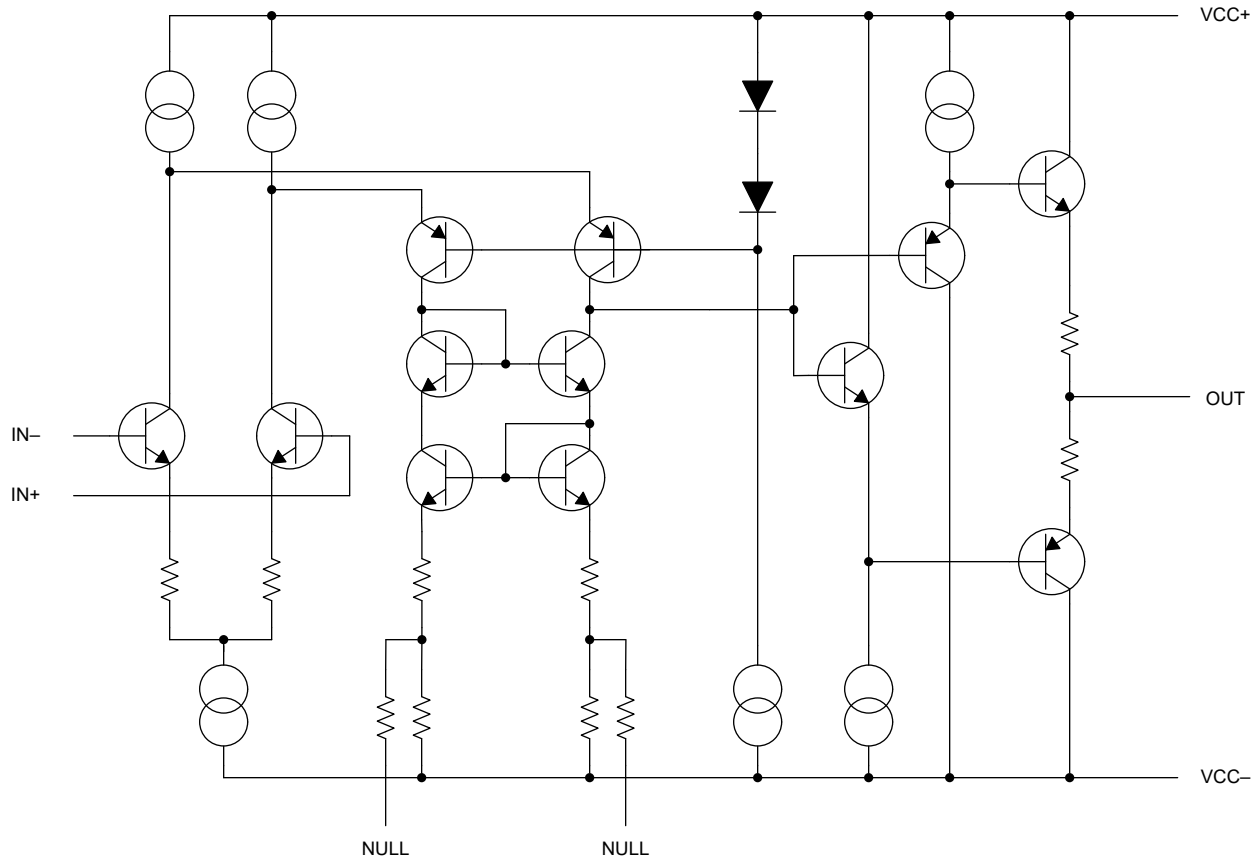 VCC+
OUT
IN–
IN+
VCC–
NULL
NULL